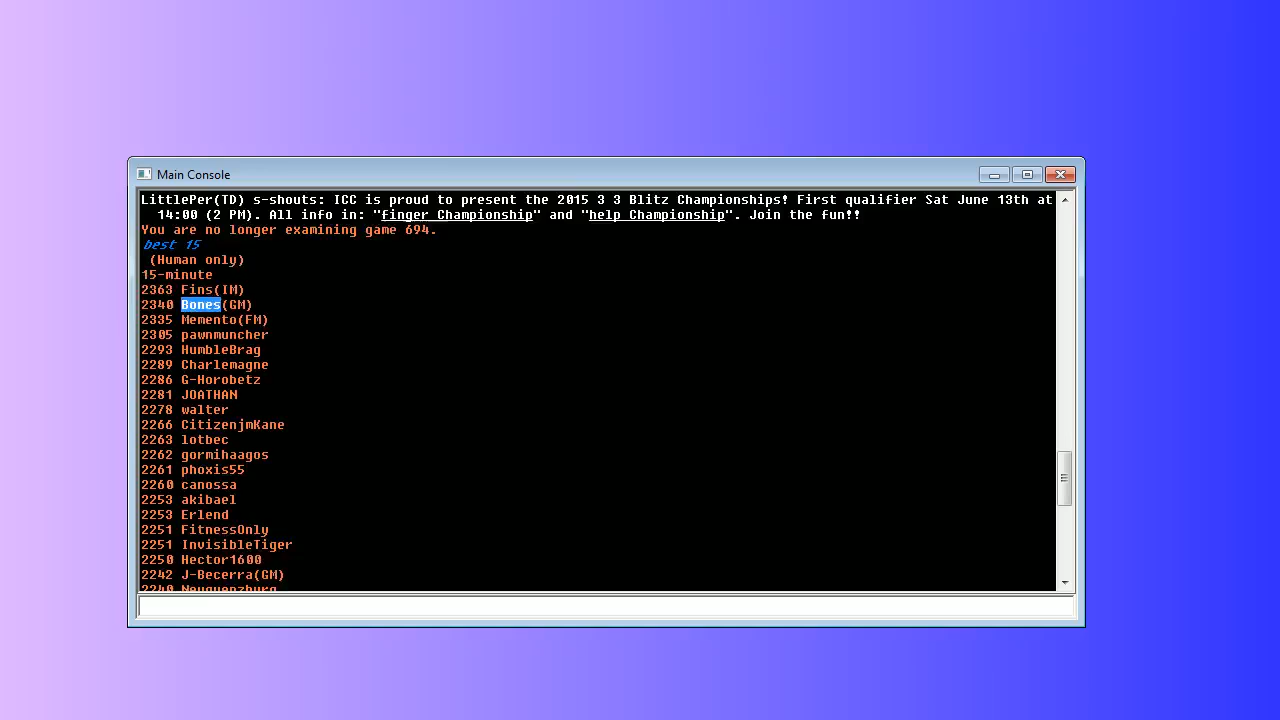 Main Console
LittlePer(TD) s-shouts: ICC is proud to present the 2015 3 3 Blitz Championships! First qualifier Sat June 13th at
14:00 (2 PM). All info in: "finger Championship" and "help Championship". Join the fun!!
You are no longer examining game 694.
best 15
(Human only)
15-minute
2363 Fins(IM)
2340 Bones(GM)
2335 Memento(FM)
2305 pawnmuncher
2293 HumbleBrag
2289 Charlemagne
2286 G-Horobetz
2281 JOATHAN
2278 walter
2266 CitizenjmKane
2263 lotbec
2262 gormihaagos
2261 phoxis55
2260 canossa
2253 akibael
2253 Erlend
2251 FitnessOnly
2251 InvisibleTiger
2250 Hector1600
2242 J-Becerra(GM)
2240 Neuquenzburg